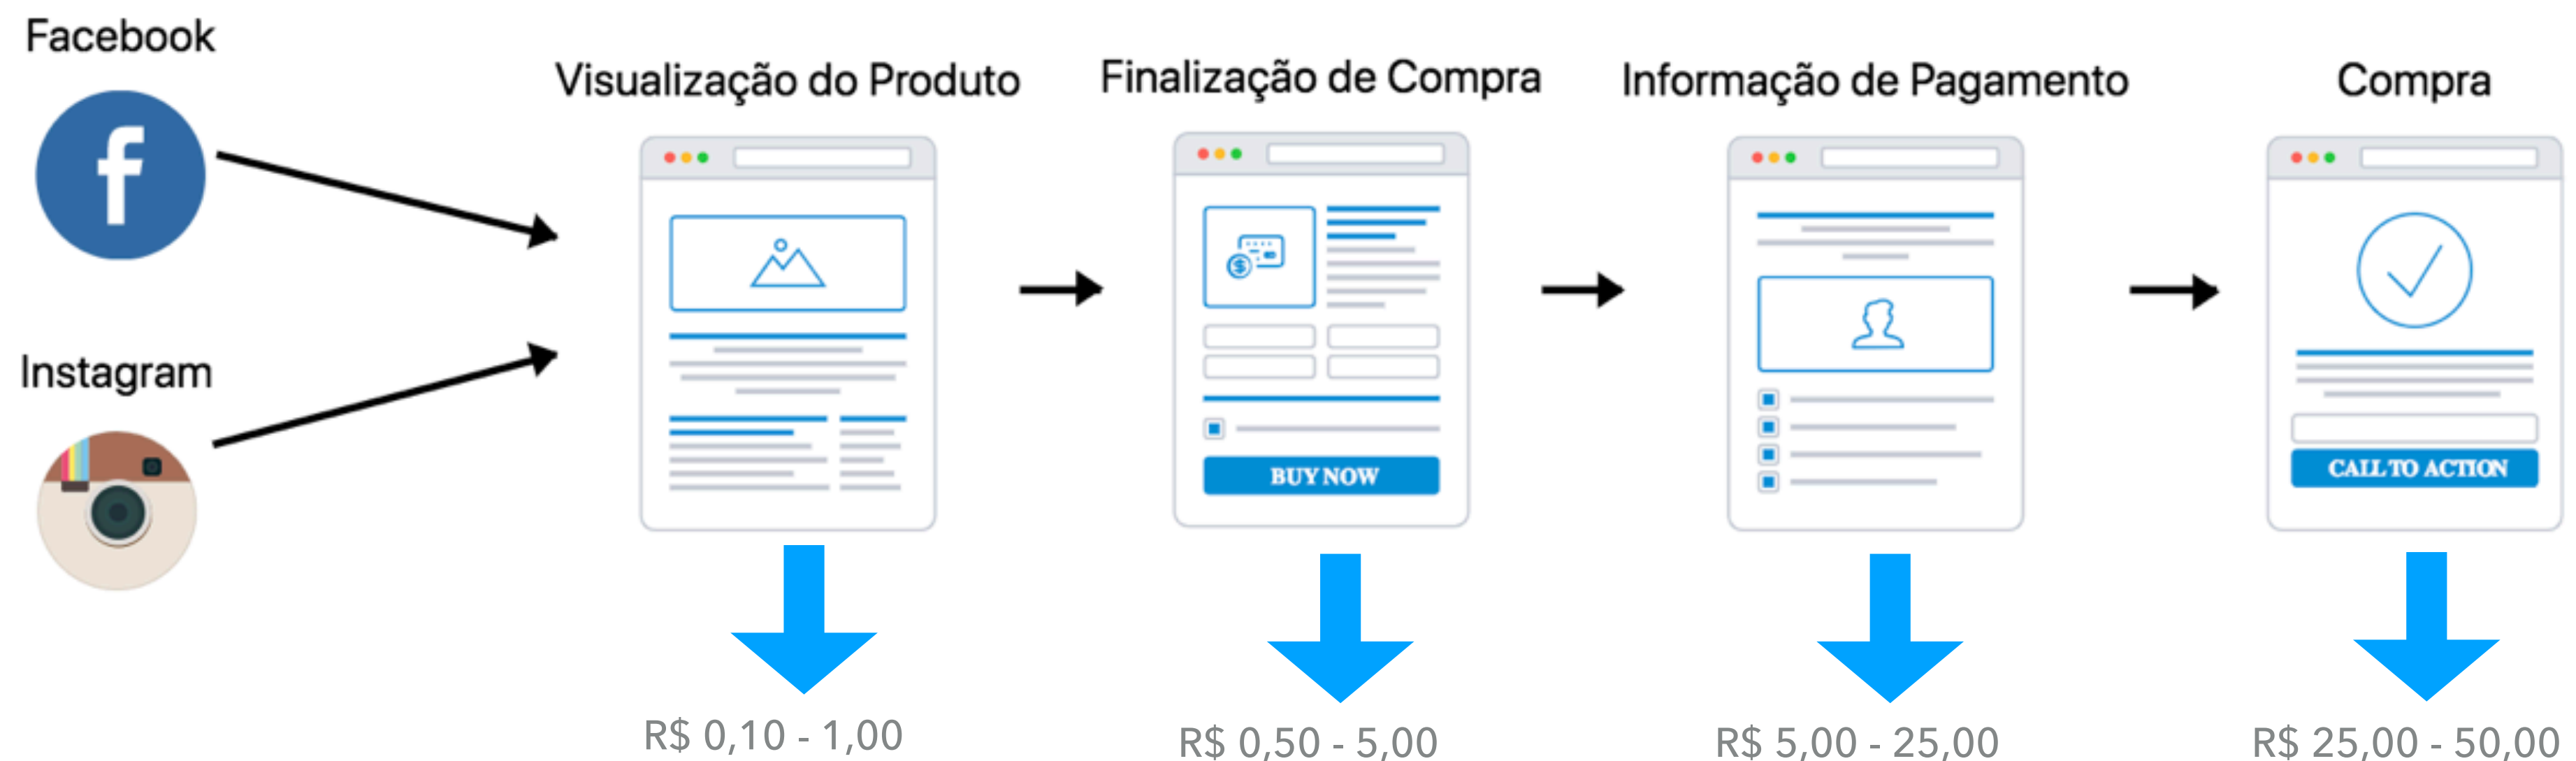 Facebook
Instagram
Visualização do Produto
Finalização de Compra
BUY NOW
Informação de Pagamento
Compra
CALL TO ACTION
R$ 0,10 - 1,00
R$ 0,50 - 5,00
R$ 5,00 - 25,00
R$ 25,00 - 50,00